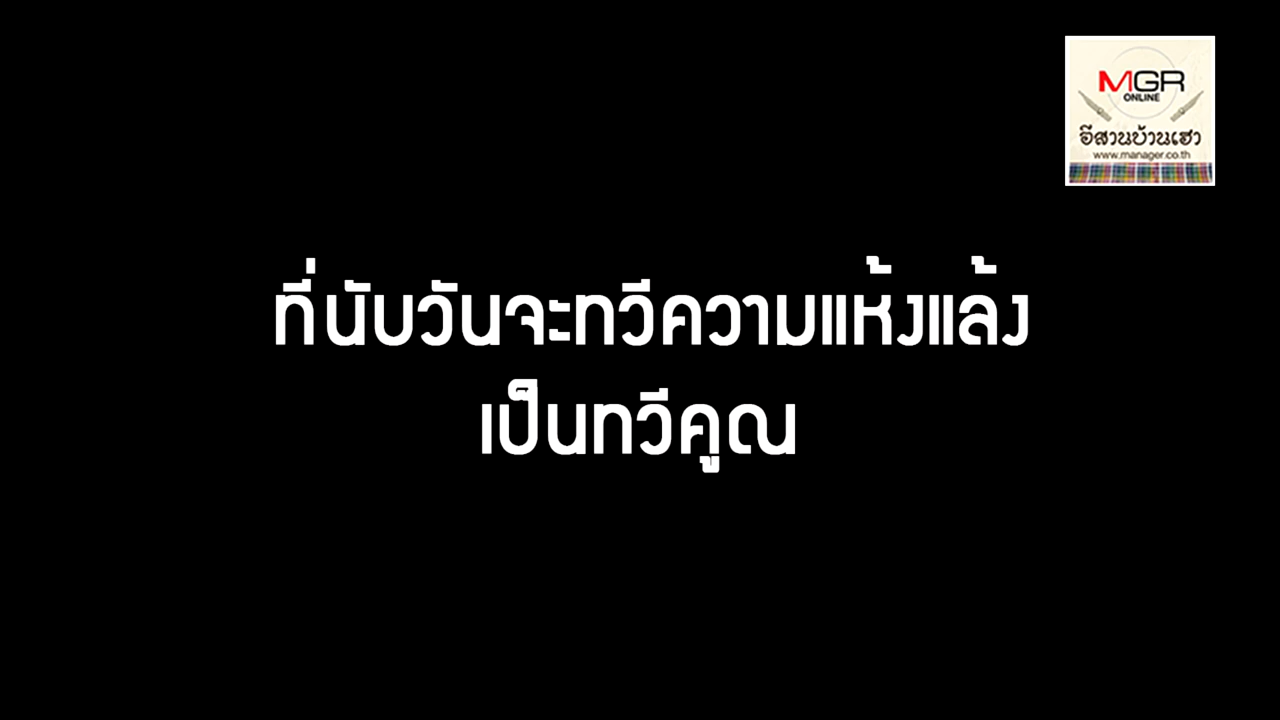 MGR
ONLINE
อีสานบ้านเฮา
www.manager.co.th
ที่นับวันจะทวีความแห้งแล้ง
เป็นทวีคูณ